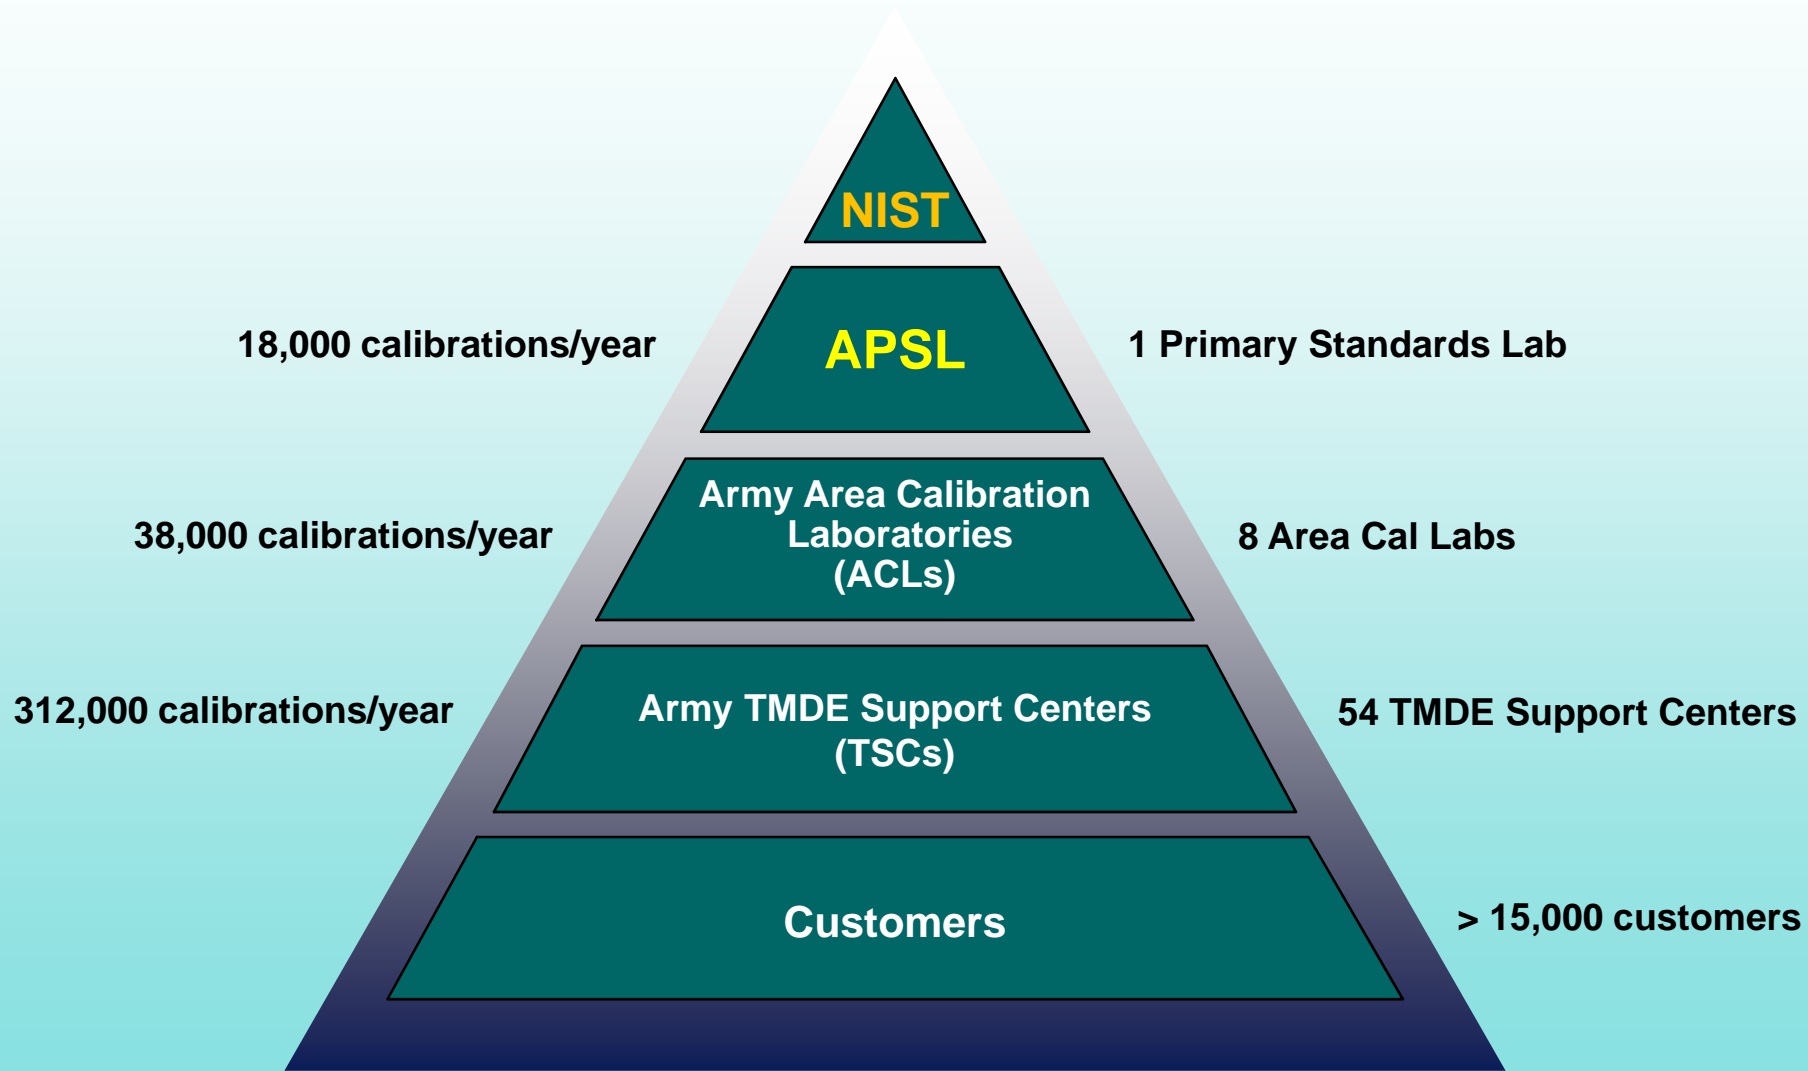 NIST
18,000 calibrations/year
APSL
1 Primary Standards Lab
38,000 calibrations/year
Army Area Calibration
Laboratories
(ACLs)
8 Area Cal Labs
312,000 calibrations/year
Army TMDE Support Centers
(TSCs)
54 TMDE Support Centers
Customers
> 15,000 customers